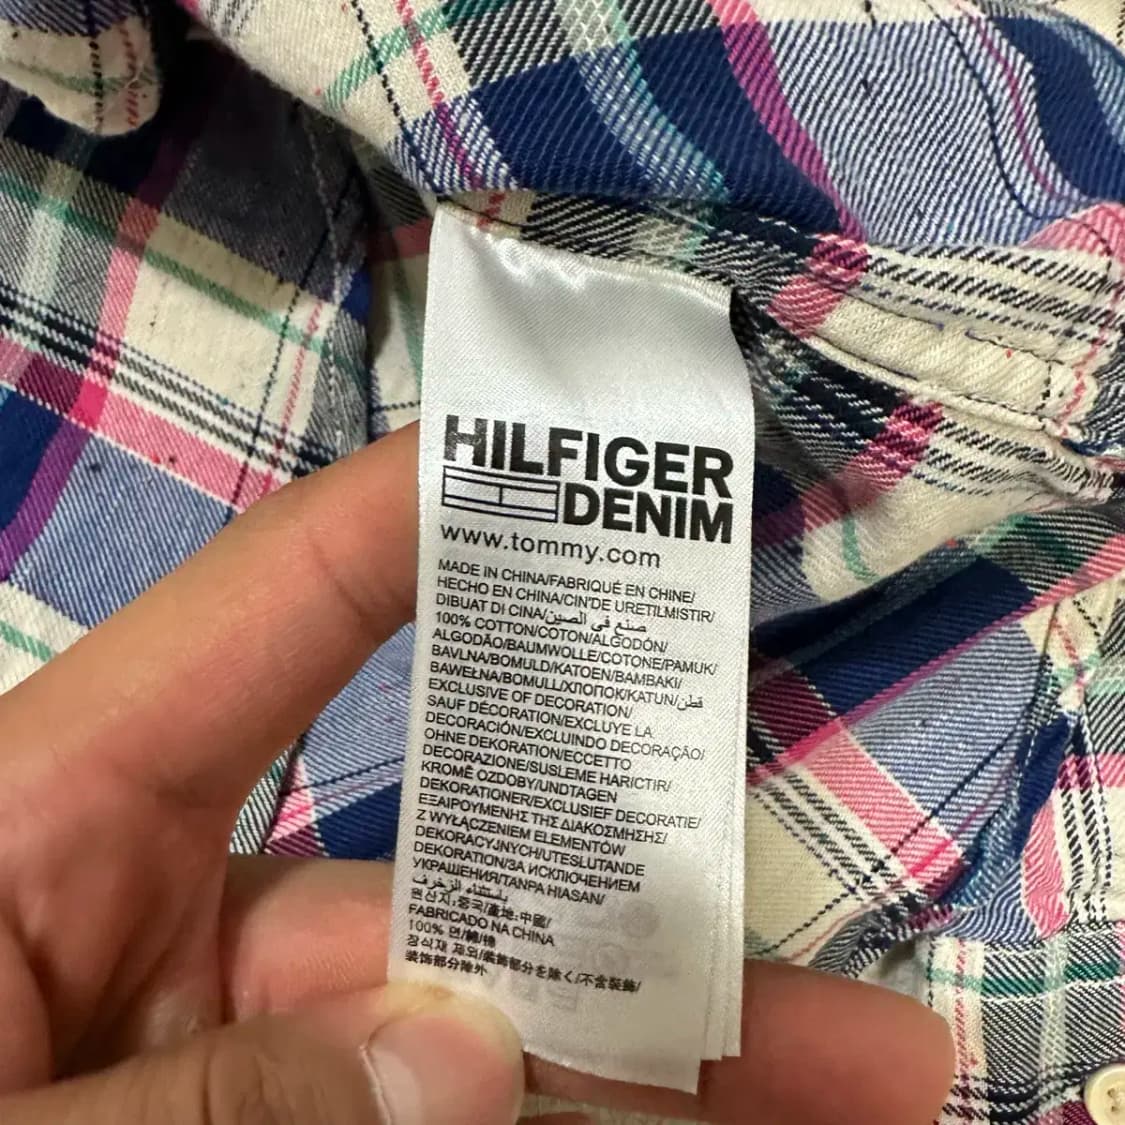 HILFIGER
DENIM
www.tommy.com
MADE IN CHINA/FABRIQUÉ EN CHINE/
HECHO EN CHINA/CIN'DE URETILMISTIR/
DIBUAT DI CINA/صنع في الصين/
100% COTTON/COTON/ALGODÓN/
ALGODÃO/BAUMWOLLE/COTONE/PAMUK/
BAVLNA/BOMULD/KATOEN/BAMBAKI/
BAWEŁNA/BOMULL/ХЛОПОК/KATUN/قطن/
EXCLUSIVE OF DECORATION/
SAUF DÉCORATION/EXCLUYE LA
DECORACIÓN/EXCLUINDO DECORAÇÃO/
OHNE DEKORATION/ECCETTO
DECORAZIONE/SUSLEME HARICTIR/
KROMĚ OZDOBY/UNDTAGEN
DEKORATIONER/EXCLUSIEF DECORATIE/
ΕΞΑΙΡΟΥΜΕΝΗΣ ΤΗΣ ΔΙΑΚΟΣΜΗΣΗΣ/
Z WYŁĄCZENIEM ELEMENTÓW
DEKORACYJNYCH/UTESLUTANDE
DEKORATION/ЗА ИСКЛЮЧЕНИЕМ
УКРАШЕНИЯ/TANPA HIASAN/
باستثناء الزخرف/
원산지:중국/產地:中國/
FABRICADO NA CHINA
100% 면/綿/棉
장식재 제외/装飾部分を除く/不含裝飾/
装饰部分除外